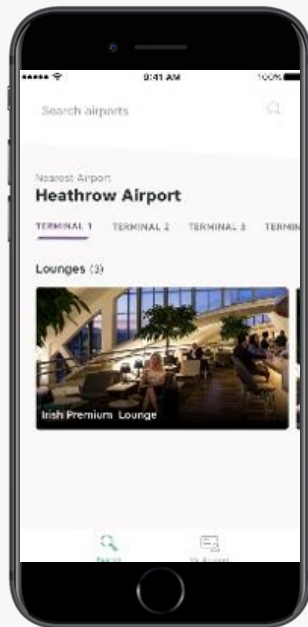 9:41 AM 100%
Search airports
Nearest Airport
Heathrow Airport
TERMINAL 1 TERMINAL 2 TERMINAL 3 TERMIN
Lounges (3)
Irish Premium Lounge